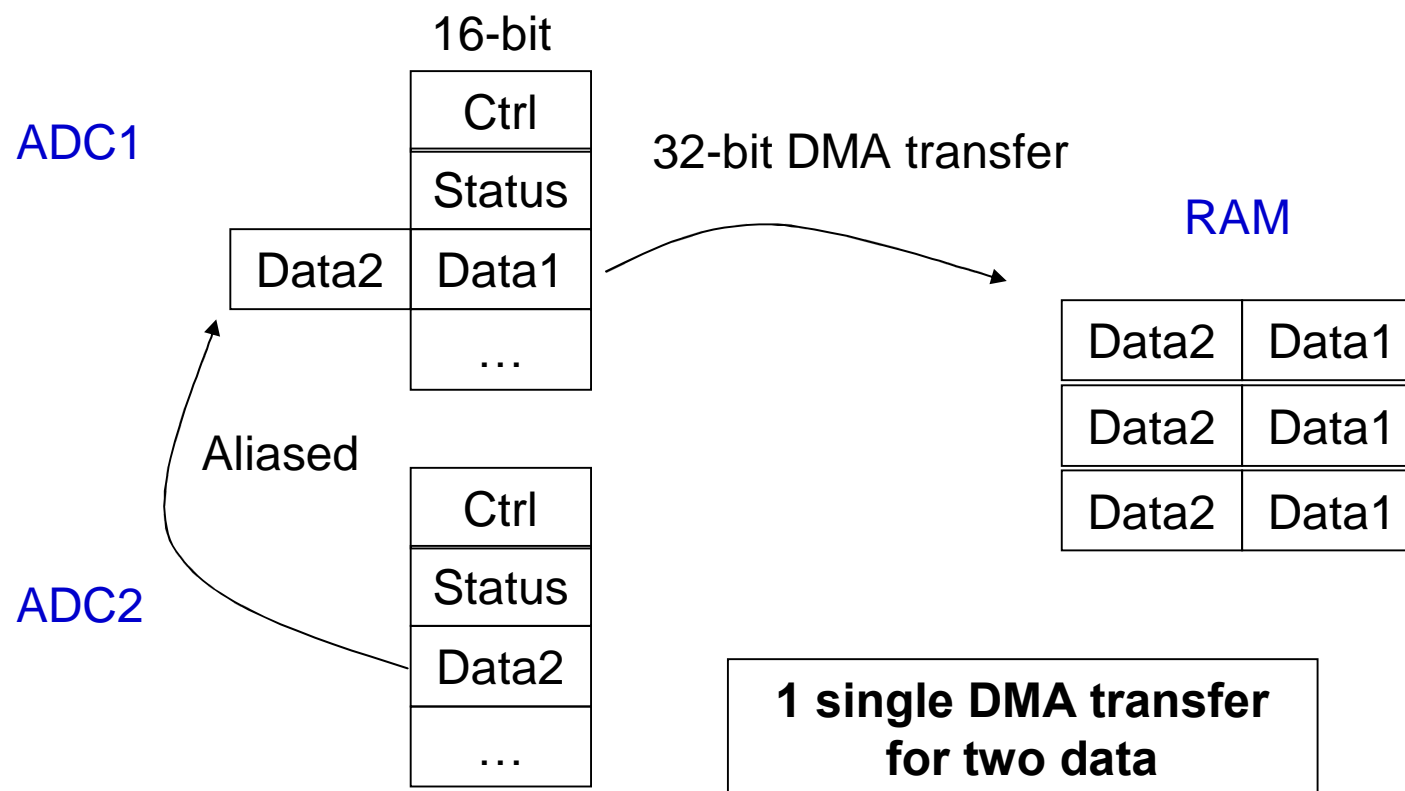 16-bit
ADC1
Ctrl
Status
Data2 Data1
…
32-bit DMA transfer
RAM
Data2 Data1
Data2 Data1
Data2 Data1
Aliased
ADC2
Ctrl
Status
Data2
…
1 single DMA transfer
for two data